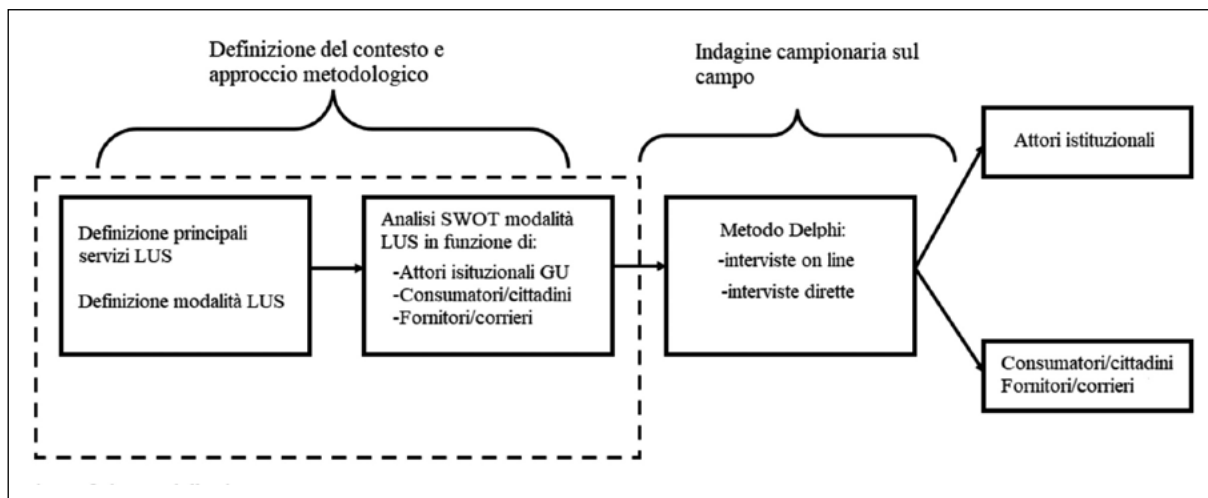 Definizione del contesto e
approccio metodologico
Indagine campionaria sul
campo
Definizione principali
servizi LUS
Definizione modalità LUS
Analisi SWOT modalità
LUS in funzione di:
-Attori isituzionali GU
-Consumatori/cittadini
-Fornitori/corrieri
Metodo Delphi:
-interviste on line
-interviste dirette
Attori istituzionali
Consumatori/cittadini
Fornitori/corrieri